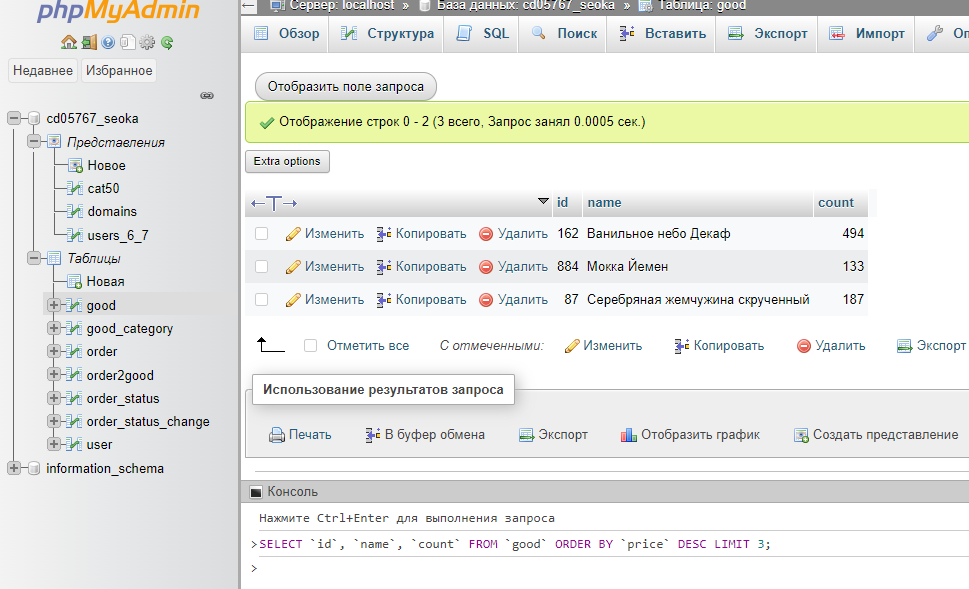 phpMyAdmin
Недавнее Избранное
cd05767_seoka
Представления
Новое
cat50
domains
users_6_7
Таблицы
Новая
good
good_category
order
order2good
order_status
order_status_change
user
information_schema
Сервер: localhost » База данных: cd05767_seoka » Таблица: good
Обзор Структура SQL Поиск Вставить Экспорт Импорт
Отобразить поле запроса
Отображение строк 0 - 2 (3 всего, Запрос занял 0.0005 сек.)
Extra options
←T→ id name count
Изменить Копировать Удалить 162 Ванильное небо Декаф 494
Изменить Копировать Удалить 884 Мокка Йемен 133
Изменить Копировать Удалить 87 Серебряная жемчужина скрученный 187
Отметить все С отмеченными: Изменить Копировать Удалить Экспорт
Использование результатов запроса
Печать В буфер обмена Экспорт Отобразить график Создать представление
Консоль
Нажмите Ctrl+Enter для выполнения запроса
>SELECT `id`, `name`, `count` FROM `good` ORDER BY `price` DESC LIMIT 3;
>